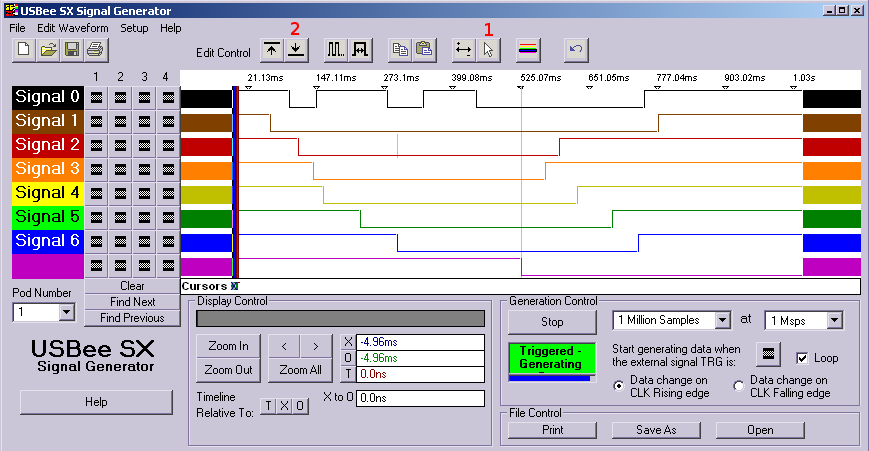 USBee SX Signal Generator
File Edit Waveform Setup Help
2 1
Edit Control
1 2 3 4
21.13ms 147.11ms 273.1ms 399.08ms 525.07ms 651.05ms 777.04ms 903.02ms 1.03s
Signal 0
Signal 1
Signal 2
Signal 3
Signal 4
Signal 5
Signal 6
Clear
Cursors
Pod Number
Find Next
1
Find Previous
Display Control
Generation Control
Stop
1 Million Samples at 1 Msps
Zoom In < > X -4.96ms
O -4.96ms
Zoom Out Zoom All T 0.0ns
Triggered - Generating
Start generating data when
the external signal TRG is:
Loop
Data change on
CLK Rising edge
Data change on
CLK Falling edge
USBee SX
Signal Generator
Timeline
Relative To: T X O
X to O 0.0ns
Help
File Control
Print Save As Open